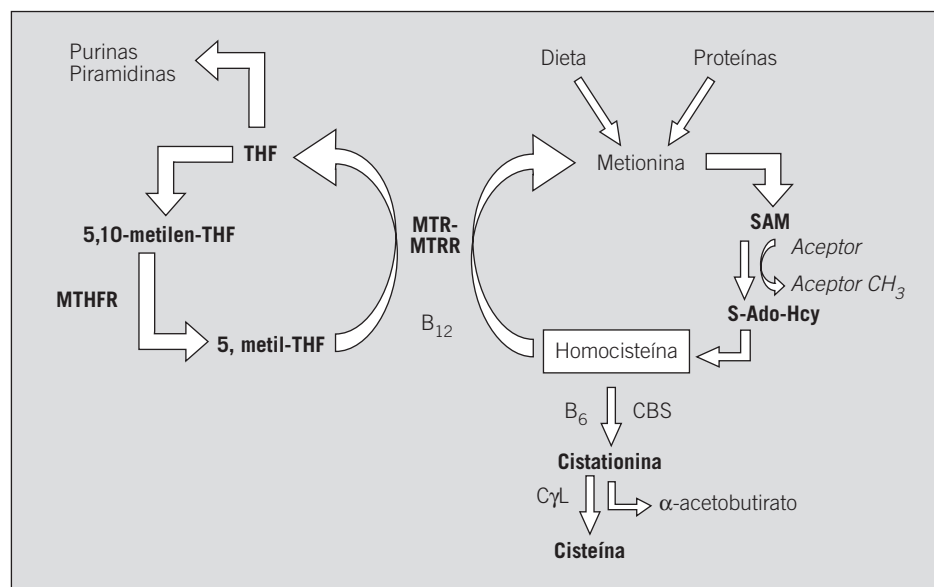 Purinas
Piramidinas
THF
5,10-metilen-THF
MTHFR
5, metil-THF
MTR-
MTRR
B12
Dieta
Proteínas
Metionina
SAM
Aceptor
Aceptor CH3
S-Ado-Hcy
Homocisteína
B6
CBS
Cistationina
CγL
α-acetobutirato
Cisteína